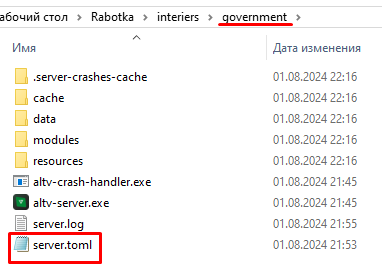 абочий стол > Rabotka > interiers > government >
Имя Дата изменения
.server-crashes-cache 01.08.2024 22:16
cache 01.08.2024 22:16
data 01.08.2024 22:16
modules 01.08.2024 22:16
resources 01.08.2024 22:16
altv-crash-handler.exe 01.08.2024 21:45
altv-server.exe 01.08.2024 21:45
server.log 01.08.2024 21:55
server.toml 01.08.2024 21:53